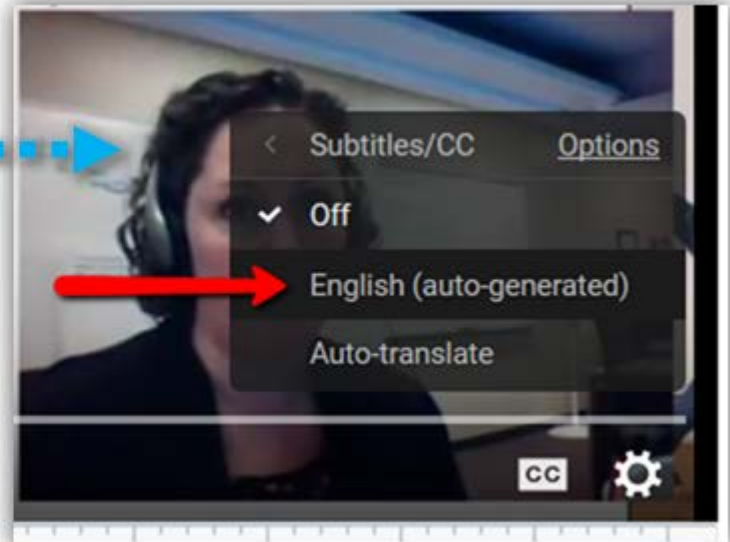 Subtitles/CC Options
Off
English (auto-generated)
Auto-translate
CC